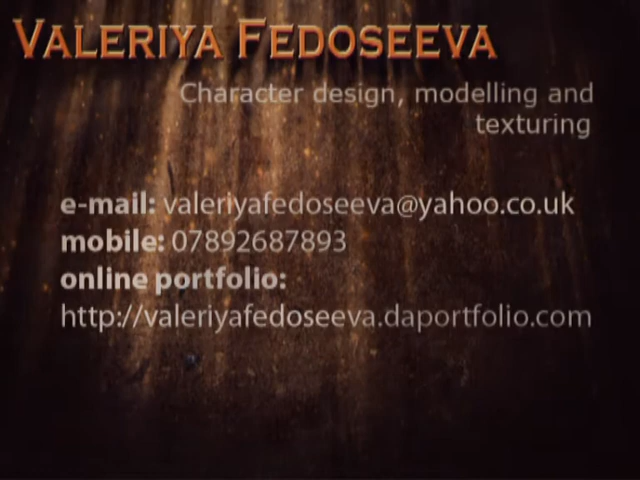 Valeriya Fedoseeva
Character design, modelling and
texturing
e-mail: valeriyafedoseeva@yahoo.co.uk
mobile: 07892687893
online portfolio:
http://valeriyafedoseeva.daportfolio.com